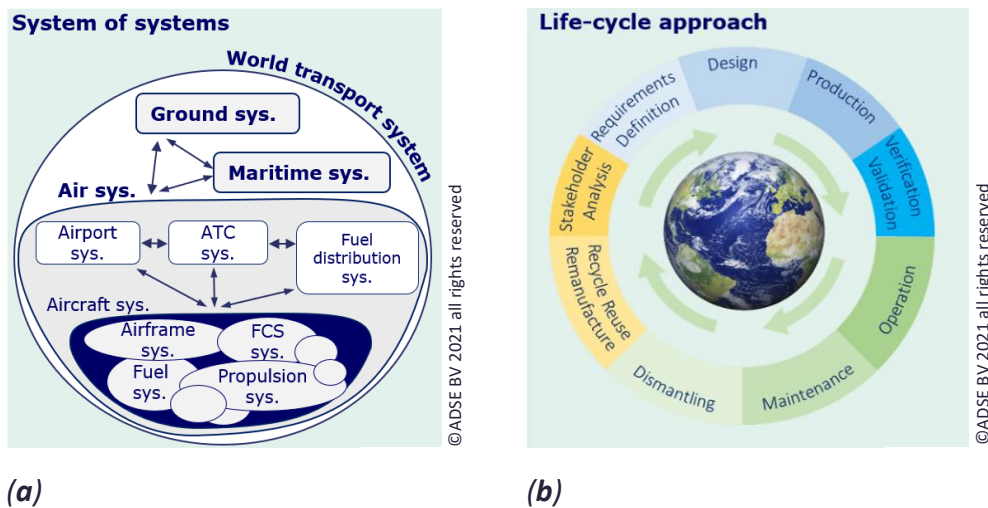 System of systems
World transport system
Ground sys.
Maritime sys.
Air sys.
Airport
sys.
ATC
sys.
Fuel
distribution
sys.
Aircraft sys.
Airframe
sys.
FCS
sys.
Fuel
sys.
Propulsion
sys.
©ADSE BV 2021 all rights reserved
(a)
Life-cycle approach
Design
Production
Verification
Validation
Operation
Maintenance
Dismantling
Recycle Reuse
Remanufacture
Stakeholder
Analysis
Requirements
Definition
©ADSE BV 2021 all rights reserved
(b)